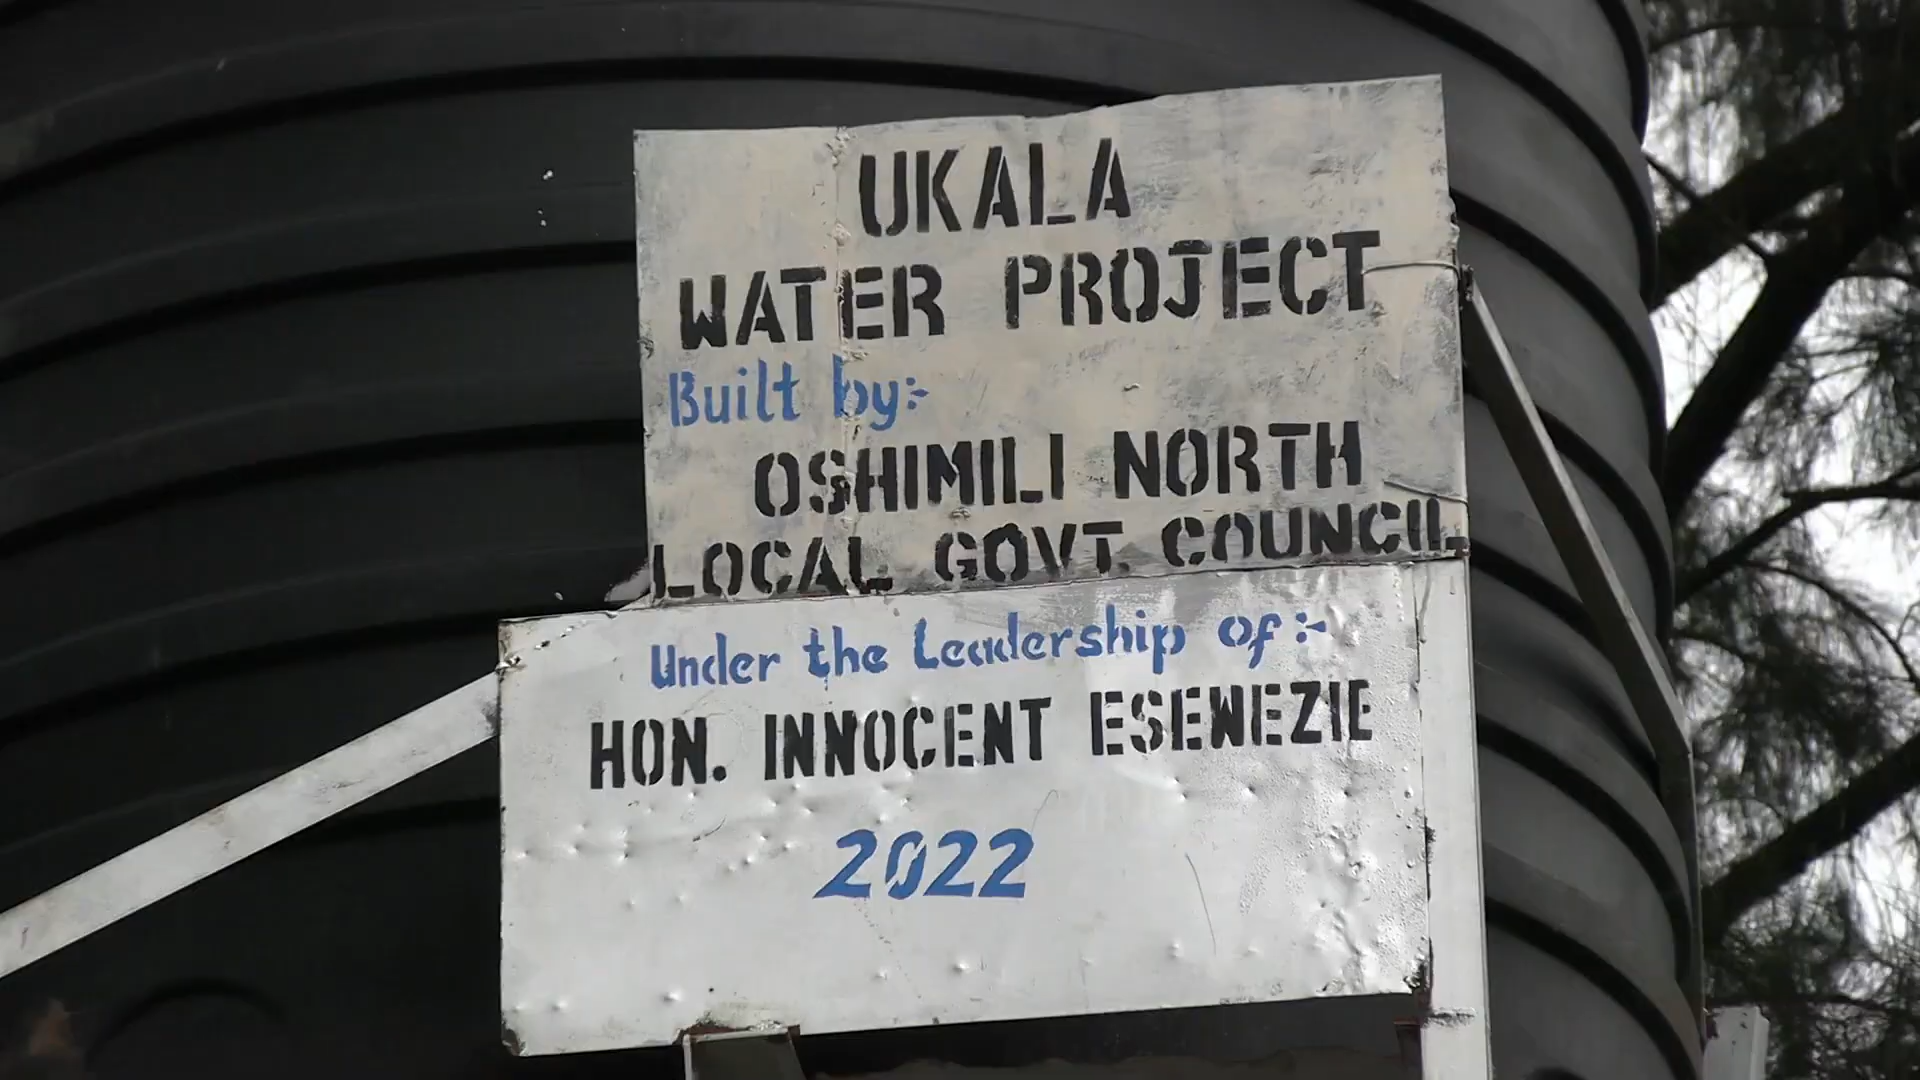 UKALA
WATER PROJECT
Built by:-
OSHIMILI NORTH
LOCAL GOVT. COUNCIL
Under the Leadership of:-
HON. INNOCENT ESEWEZIE
2022